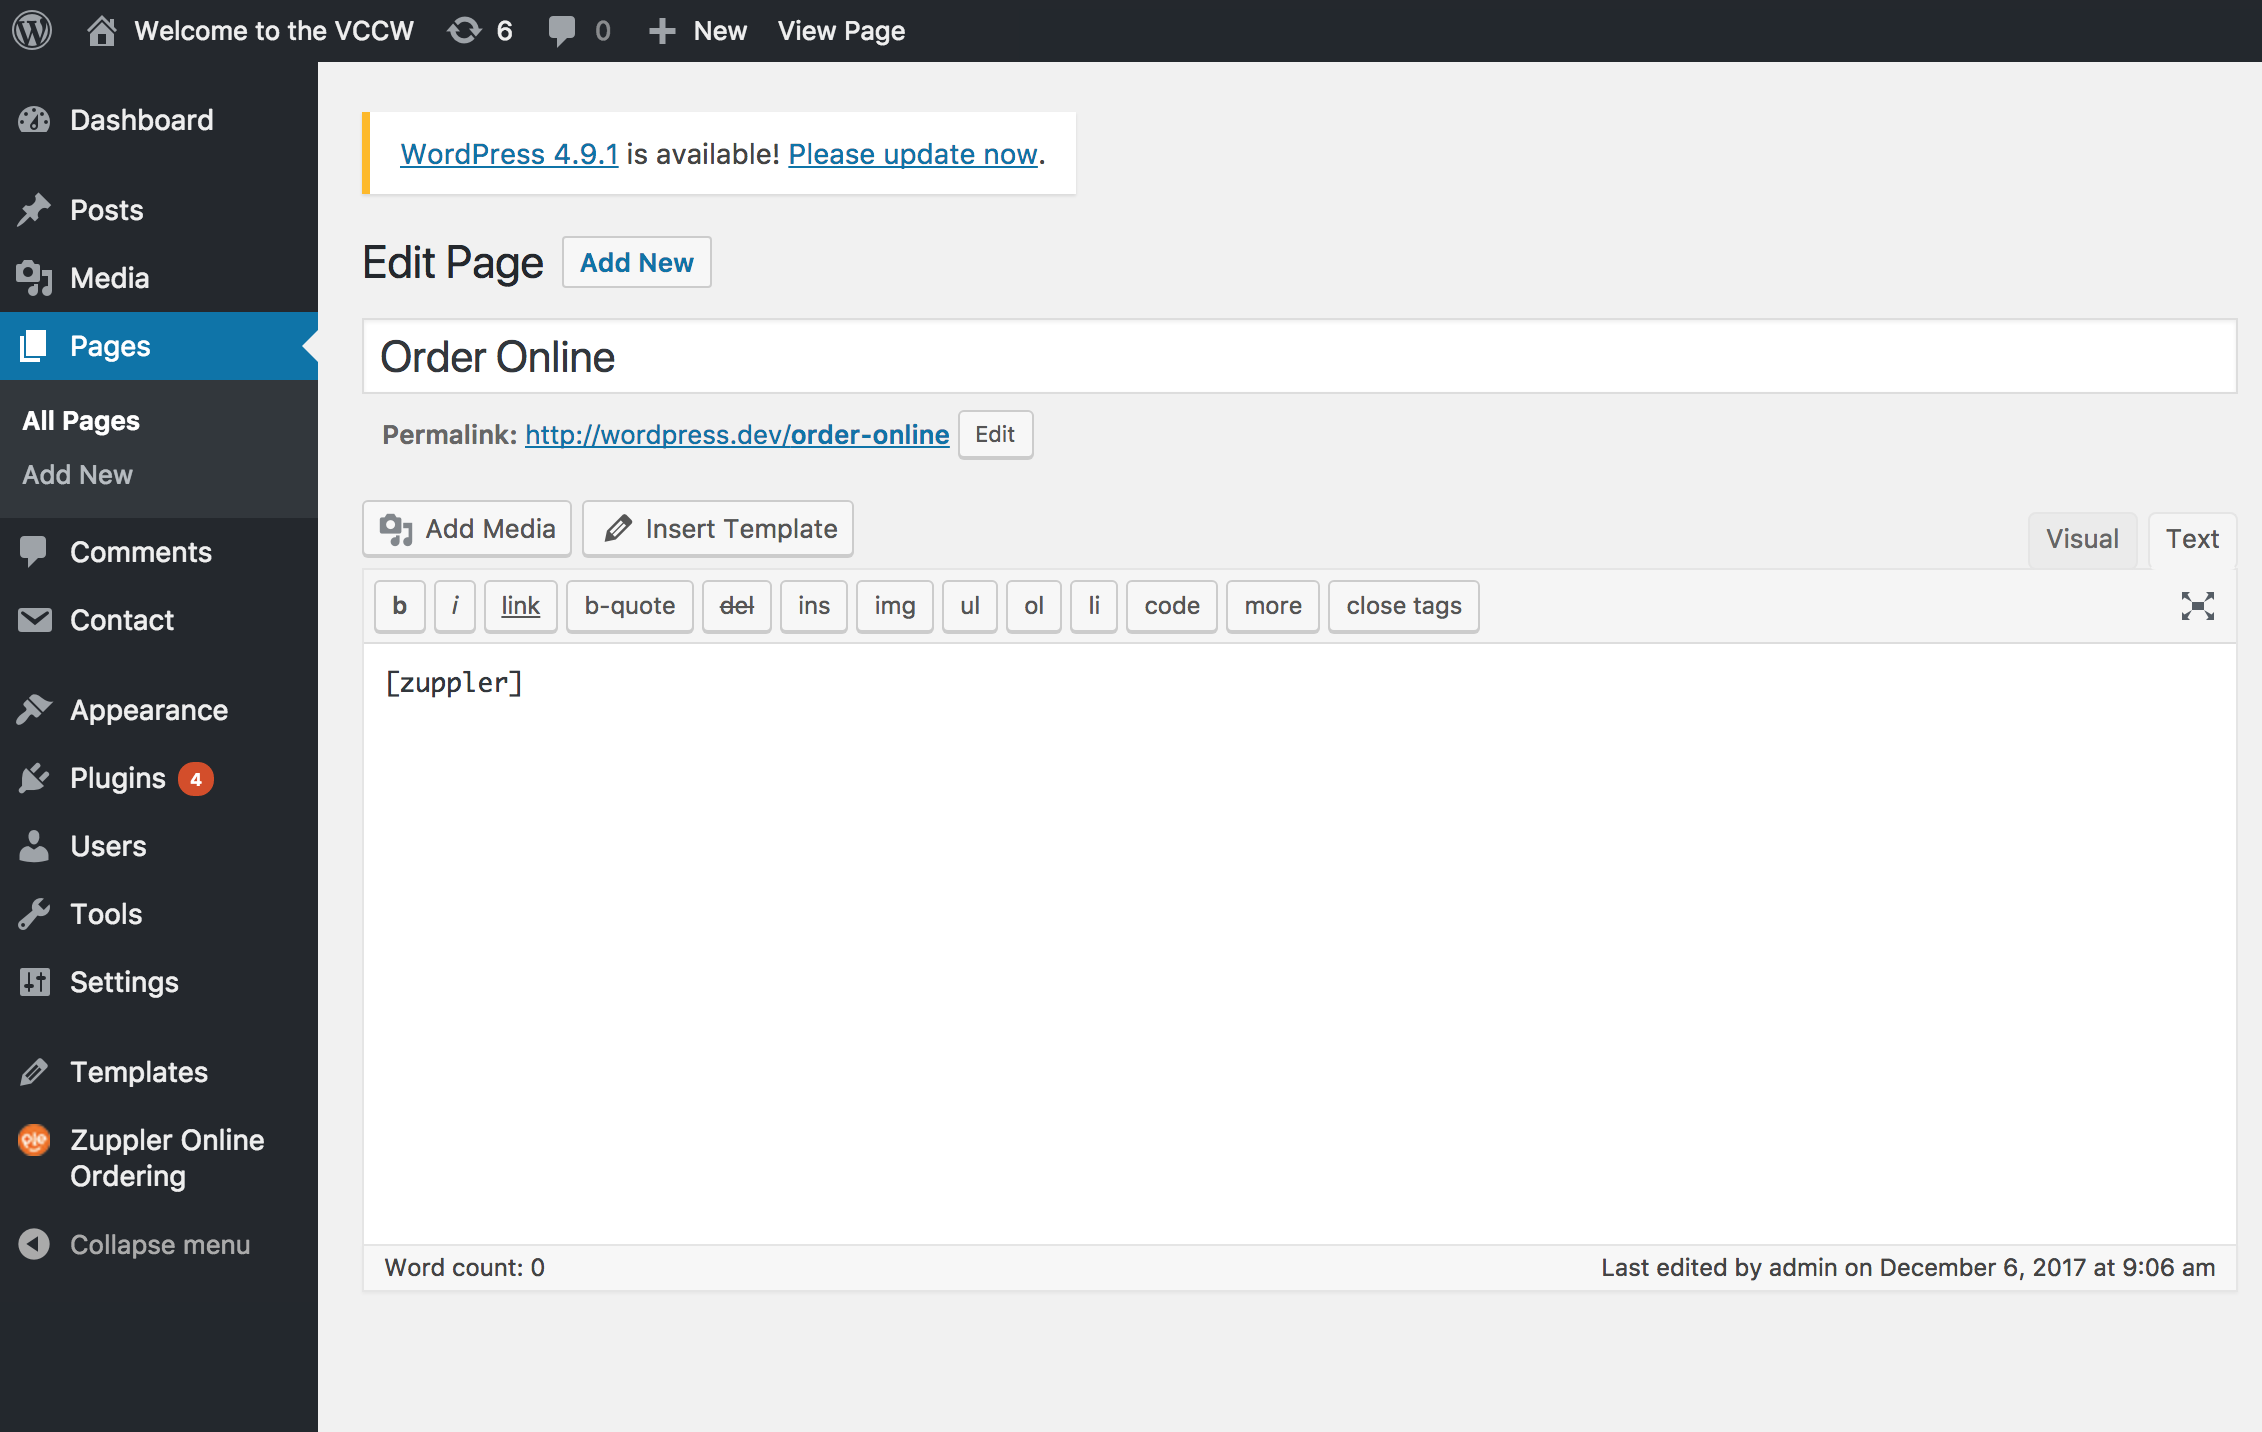 Welcome to the VCCW 6 0 New View Page
Dashboard
Posts
Media
Pages
All Pages
Add New
Comments
Contact
Appearance
Plugins 4
Users
Tools
Settings
Templates
Zuppler Online
Ordering
Collapse menu
WordPress 4.9.1 is available! Please update now.
Edit Page Add New
Order Online
Permalink: http://wordpress.dev/order-online Edit
Add Media Insert Template Visual Text
b i link b-quote del ins img ul ol li code more close tags
[zuppler]
Word count: 0 Last edited by admin on December 6, 2017 at 9:06 am